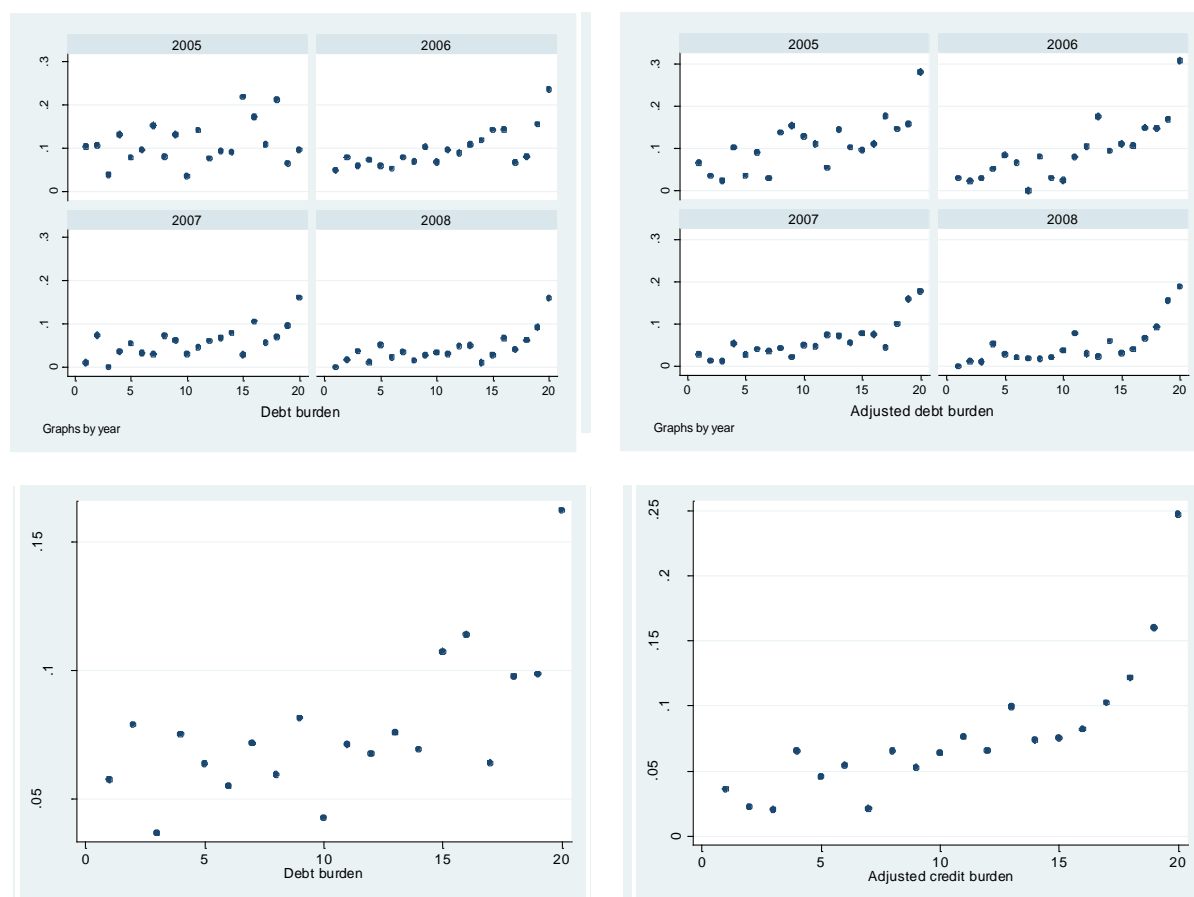 2005 2006
.3
.2
.1
0
2007 2008
.3
.2
.1
0
0 5 10 15 20 0 5 10 15 20
Debt burden
Graphs by year
2005 2006
.3
.2
.1
0
2007 2008
.3
.2
.1
0
0 5 10 15 20 0 5 10 15 20
Adjusted debt burden
Graphs by year
.15
.1
.05
0 5 10 15 20
Debt burden
.25
.2
.15
.1
.05
0
0 5 10 15 20
Adjusted credit burden